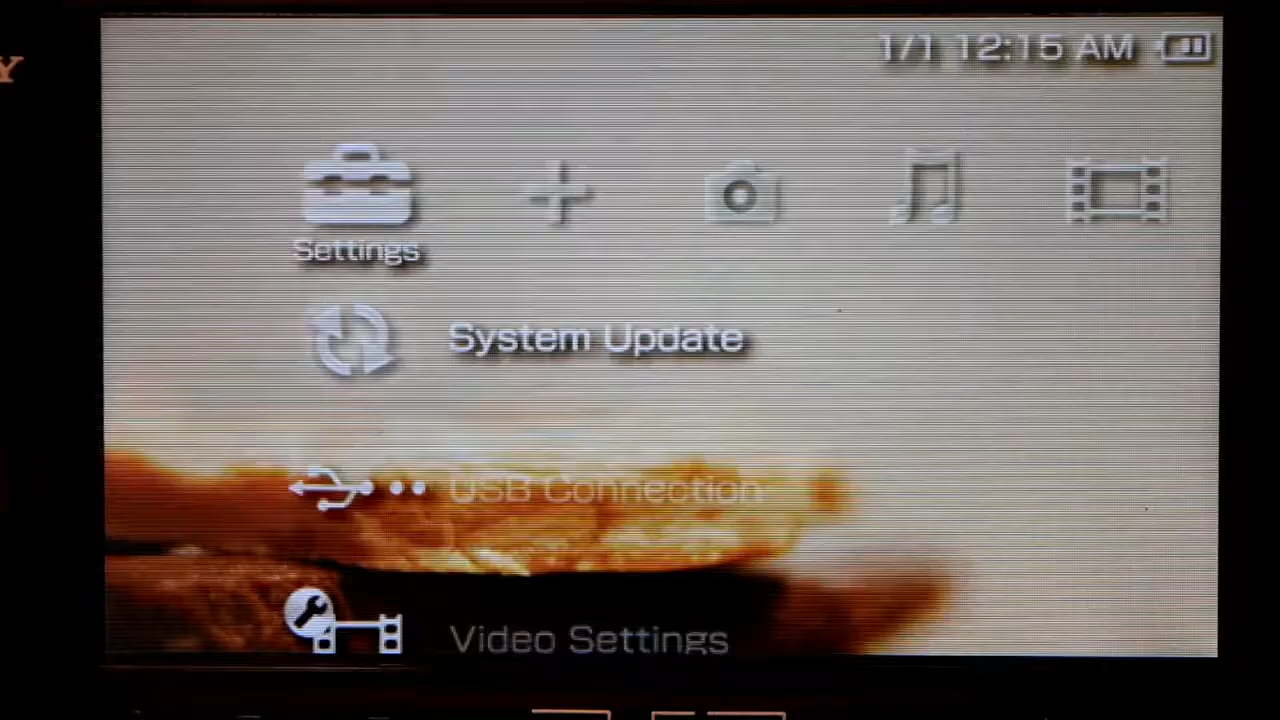 1/1 12:15 AM
Y
Settings
System Update
USB Connection
Video Settings